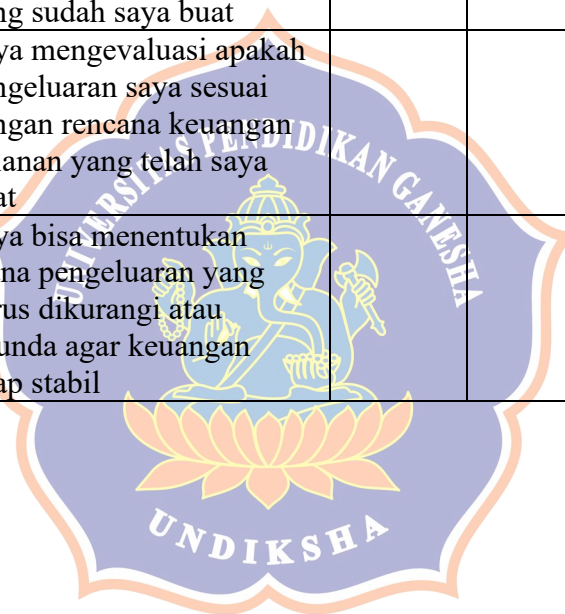 ng sudah saya buat
ya mengevaluasi apakah
ngeluaran saya sesuai
ngan rencana keuangan
lanan yang telah saya
at
ya bisa menentukan
na pengeluaran yang
rus dikurangi atau
unda agar keuangan
ap stabil
UNIVERSITAS PENDIDIKAN GANESHA
UNDIKSHA